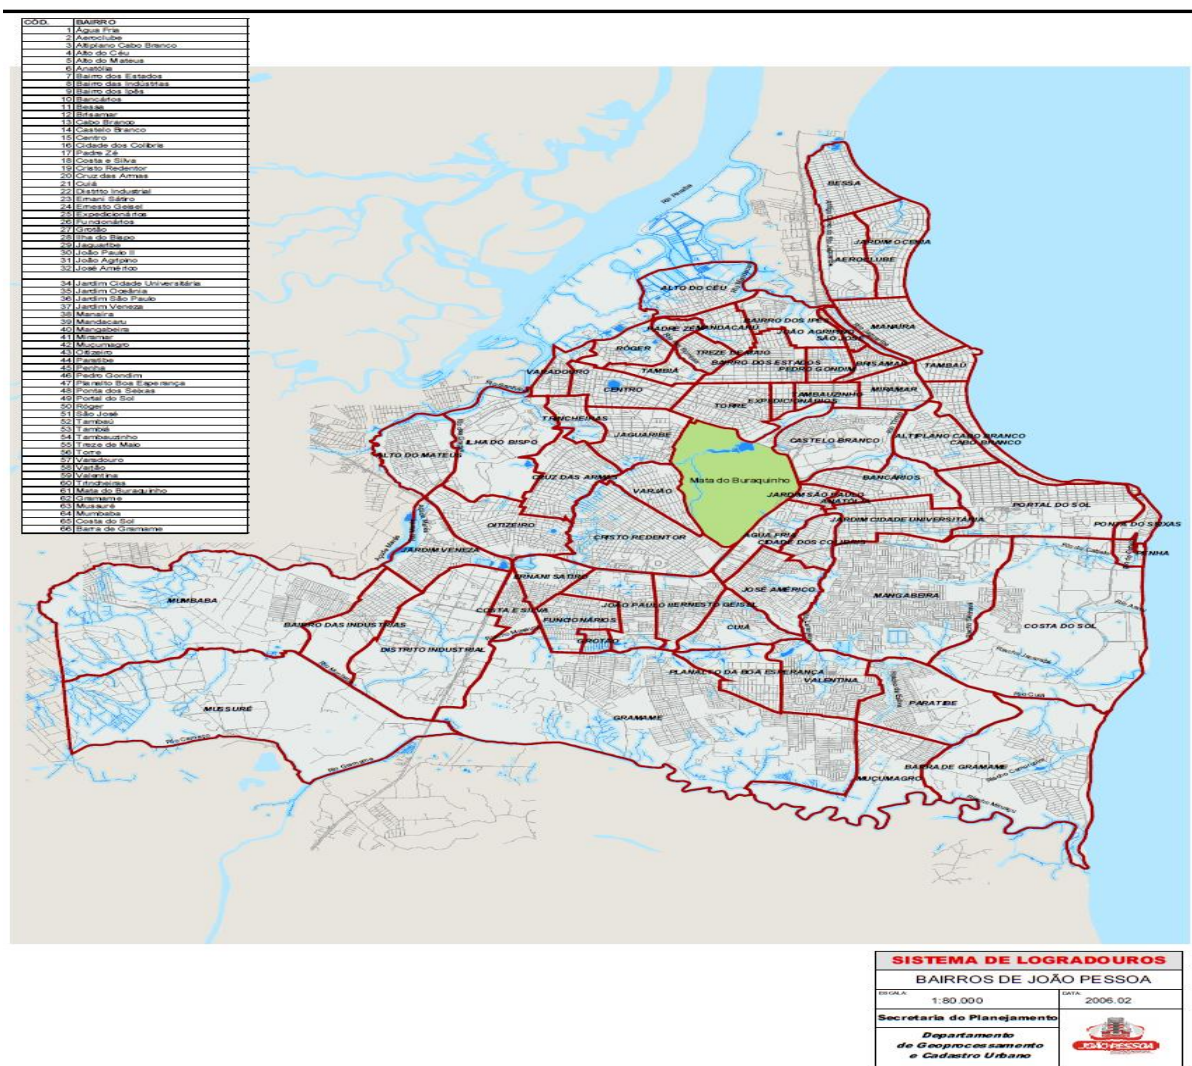 CÓD. BAIRRO
1 Água Fria
2 Aeroclube
3 Altiplano Cabo Branco
4 Alto do Céu
5 Alto do Mateus
6 Anatólia
7 Bairro dos Estados
8 Bairro das Indústrias
9 Bairro dos Ipês
10 Bancários
11 Bessa
12 Brisamar
13 Cabo Branco
14 Castelo Branco
15 Centro
16 Cidade dos Colibris
17 Padre Zé
18 Costa e Silva
19 Cristo Redentor
20 Cruz das Armas
21 Cuiá
22 Distrito Industrial
23 Ernani Sátiro
24 Ernesto Geisel
25 Expedicionários
26 Funcionários
27 Grotão
28 Ilha do Bispo
29 Jaguaribe
30 João Paulo II
31 João Agripino
32 José Américo
34 Jardim Cidade Universitária
35 Jardim Oceânia
36 Jardim São Paulo
37 Jardim Veneza
38 Manaíra
39 Mandacaru
40 Mangabeira
41 Miramar
42 Muçumagro
43 Oitizeiro
44 Paratibe
45 Penha
46 Pedro Gondim
47 Planalto Boa Esperança
48 Ponta dos Seixas
49 Portal do Sol
50 Róger
51 São José
52 Tambaú
53 Tambiá
54 Tambauzinho
55 Treze de Maio
56 Torre
57 Varadouro
58 Varjão
59 Valentina
60 Trincheiras
61 Mata do Buraquinho
62 Gramame
63 Mussuré
64 Mumbaba
65 Costa do Sol
66 Barra de Gramame
BESSA
JARDIM OCEÂNIA
AEROCLUBE
ALTO DO CÉU
BAIRRO DOS IPÊS
PADRE ZÉ
MANDACARU
JOÃO AGRIPINO
SÃO JOSÉ
MANAÍRA
RÓGER
TREZE DE MAIO
BAIRRO DOS ESTADOS
PEDRO GONDIM
BRISAMAR
TAMBAÚ
VARADOURO
TAMBIÁ
CENTRO
TAMBAUZINHO
MIRAMAR
EXPEDICIONÁRIOS
TORRE
TRINCHEIRAS
JAGUARIBE
ILHA DO BISPO
ALTO DO MATEUS
CASTELO BRANCO
ALTIPLANO CABO BRANCO
CABO BRANCO
CRUZ DAS ARMAS
VARJÃO
Mata do Buraquinho
BANCÁRIOS
JARDIM SÃO PAULO
ANATÓLIA
PORTAL DO SOL
OITIZEIRO
CRISTO REDENTOR
JARDIM CIDADE UNIVERSITÁRIA
PONTA DO SEIXAS
ÁGUA FRIA
CIDADE DOS COLIBRIS
JARDIM VENEZA
PENHA
ERNANI SATIRO
JOSÉ AMÉRICO
MANGABEIRA
MUMBABA
COSTA E SILVA
JOÃO PAULO II
ERNESTO GEISEL
FUNCIONÁRIOS
BAIRRO DAS INDUSTRIAS
CUIÁ
COSTA DO SOL
GROTÃO
DISTRITO INDUSTRIAL
PLANALTO DA BOA ESPERANÇA
VALENTINA
PARATIBE
MUSSURÉ
GRAMAME
BARRA DE GRAMAME
MUÇUMAGRO
Rio Cuiá
Rio Gramame
SISTEMA DE LOGRADOUROS
BAIRROS DE JOÃO PESSOA
ESCALA:
1:80.000
DATA:
2006.02
Secretaria do Planejamento
Departamento
de Geoprocessamento
e Cadastro Urbano
JOÃO PESSOA